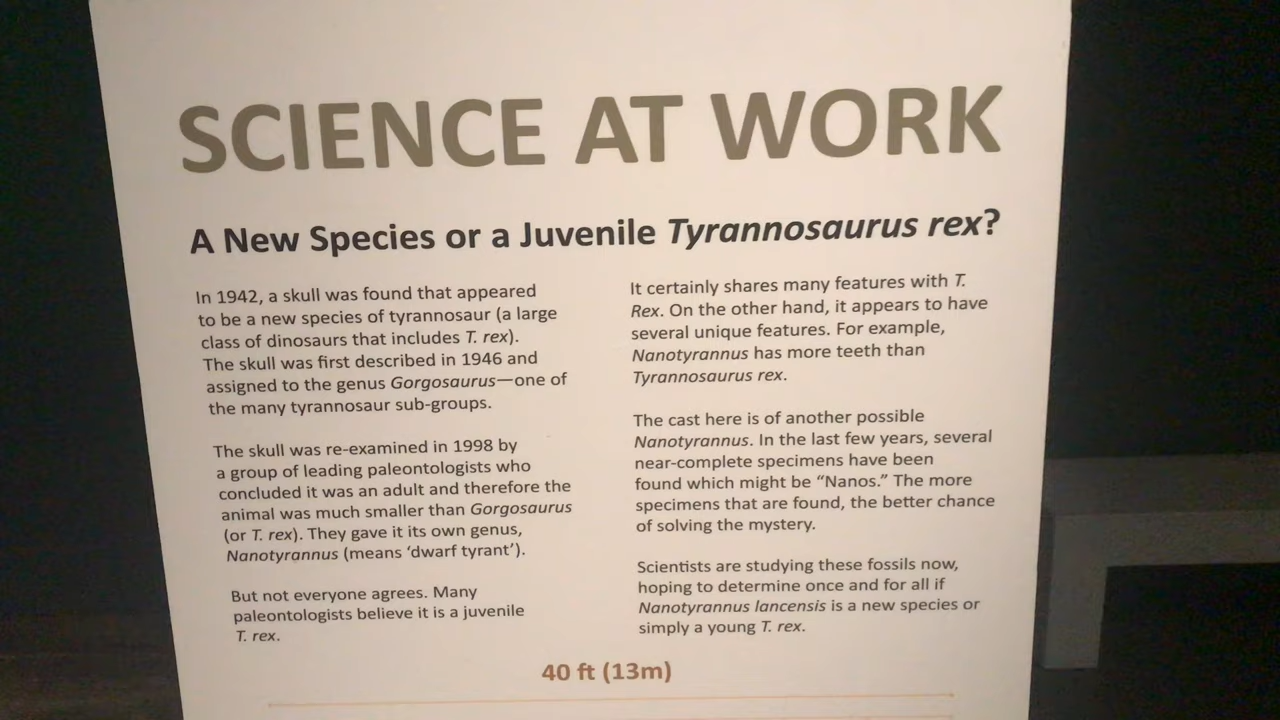 SCIENCE AT WORK
A New Species or a Juvenile Tyrannosaurus rex?
In 1942, a skull was found that appeared
to be a new species of tyrannosaur (a large
class of dinosaurs that includes T. rex).
The skull was first described in 1946 and
assigned to the genus Gorgosaurus—one of
the many tyrannosaur sub-groups.
The skull was re-examined in 1998 by
a group of leading paleontologists who
concluded it was an adult and therefore the
animal was much smaller than Gorgosaurus
(or T. rex). They gave it its own genus,
Nanotyrannus (means ‘dwarf tyrant’).
But not everyone agrees. Many
paleontologists believe it is a juvenile
T. rex.
It certainly shares many features with T.
Rex. On the other hand, it appears to have
several unique features. For example,
Nanotyrannus has more teeth than
Tyrannosaurus rex.
The cast here is of another possible
Nanotyrannus. In the last few years, several
near-complete specimens have been
found which might be “Nanos.” The more
specimens that are found, the better chance
of solving the mystery.
Scientists are studying these fossils now,
hoping to determine once and for all if
Nanotyrannus lancensis is a new species or
simply a young T. rex.
40 ft (13m)